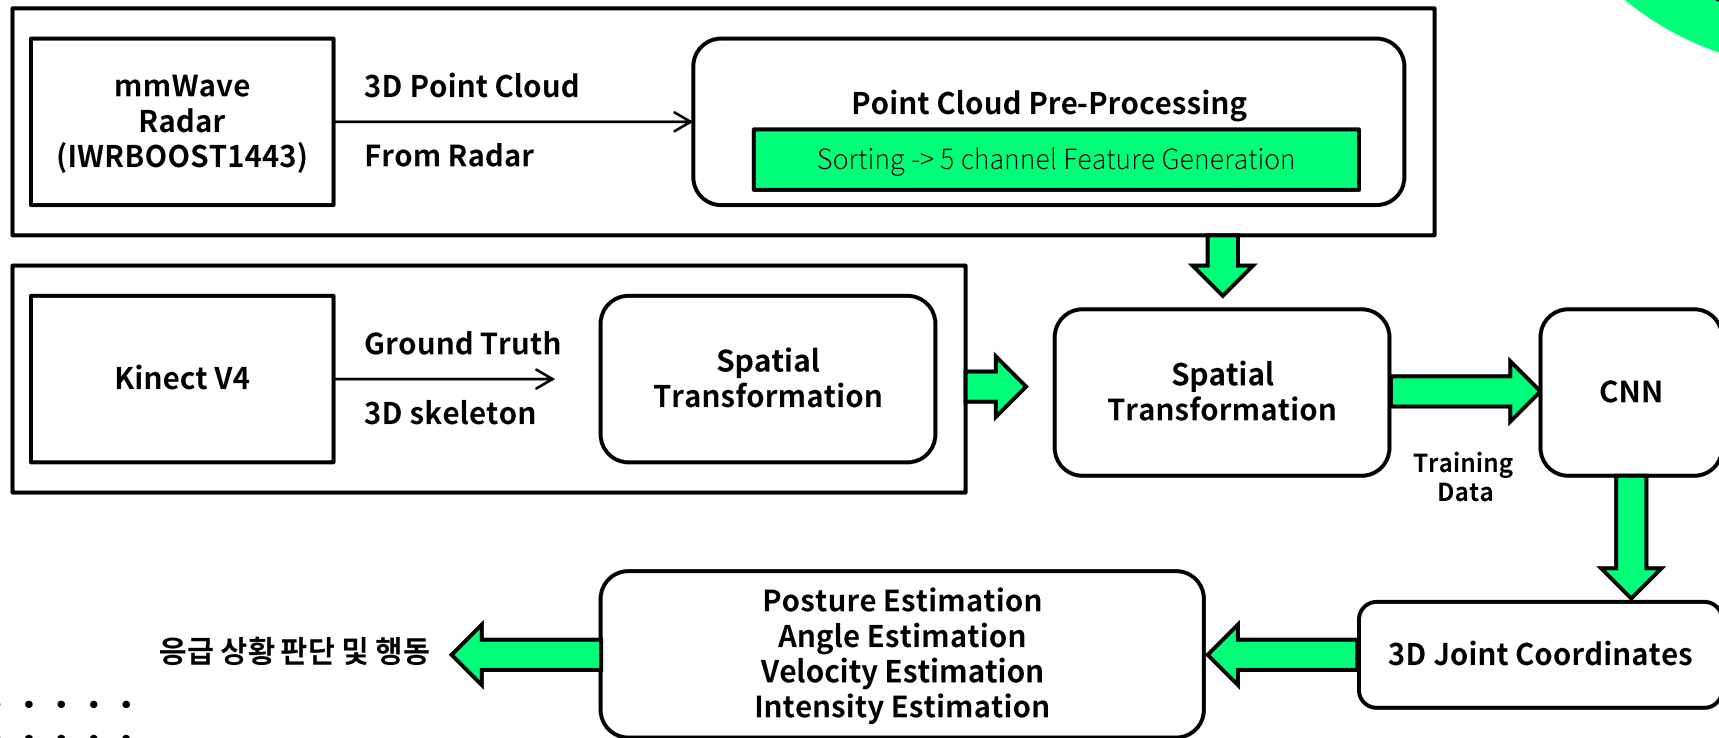 mmWave
Radar
(IWRBOOST1443)
3D Point Cloud
From Radar
Point Cloud Pre-Processing
Sorting -> 5 channel Feature Generation
Kinect V4
Ground Truth
3D skeleton
Spatial
Transformation
Spatial
Transformation
Training
Data
CNN
3D Joint Coordinates
Posture Estimation
Angle Estimation
Velocity Estimation
Intensity Estimation
응급 상황 판단 및 행동